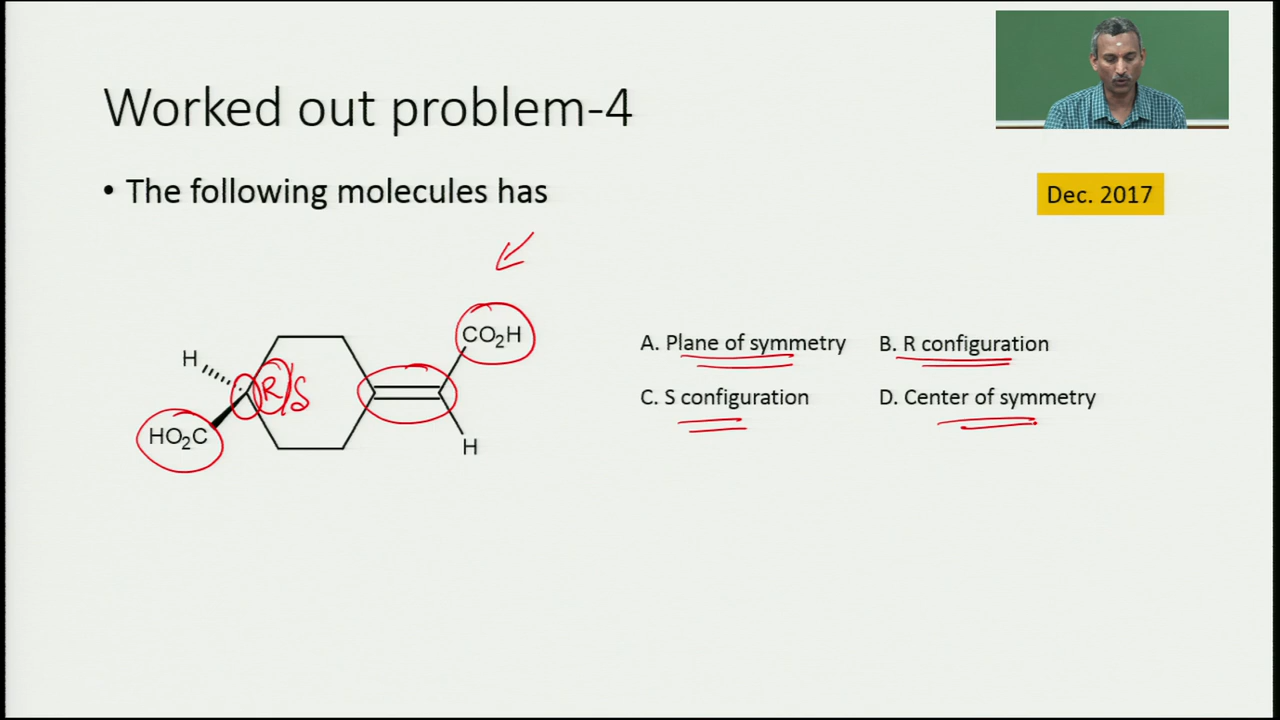 Worked out problem-4
• The following molecules has
Dec. 2017
CO₂H
H
R/S
HO₂C
H
A. Plane of symmetry
B. R configuration
C. S configuration
D. Center of symmetry